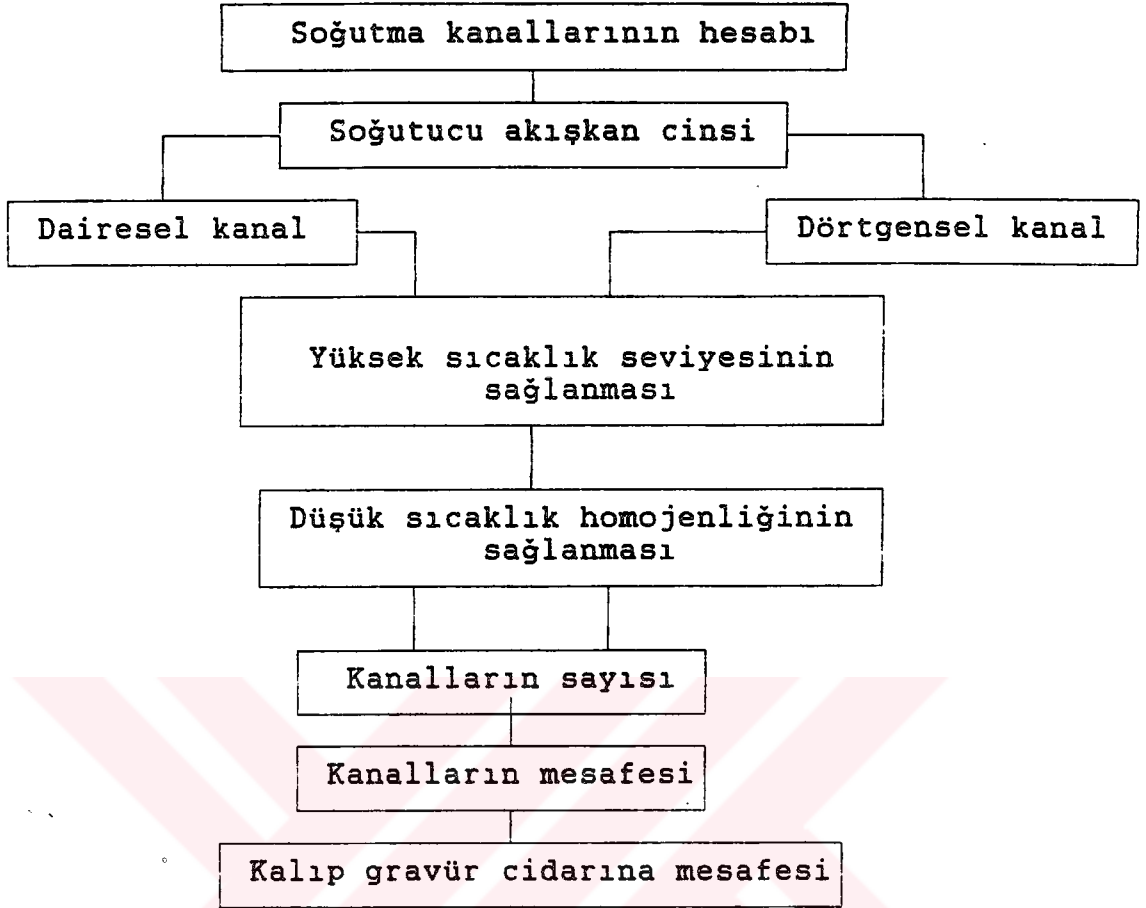 Soğutma kanallarının hesabı
Soğutucu akışkan cinsi
Dairesel kanal
Dörtgensel kanal
Yüksek sıcaklık seviyesinin
sağlanması
Düşük sıcaklık homojenliğinin
sağlanması
Kanalların sayısı
Kanalların mesafesi
Kalıp gravür cidarına mesafesi